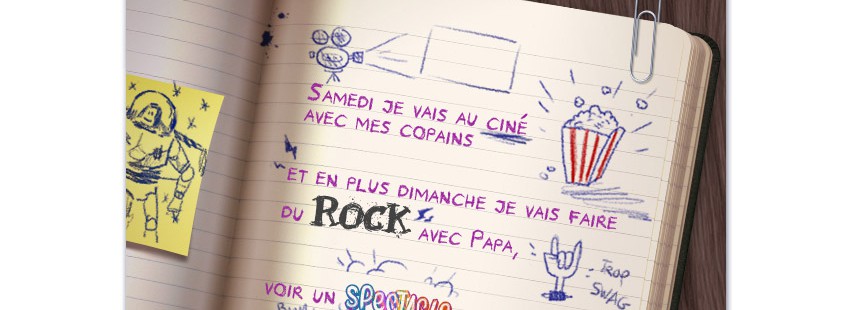 SAMEDI JE VAIS AU CINÉ
AVEC MES COPAINS
ET EN PLUS DIMANCHE JE VAIS FAIRE
DU ROCK AVEC PAPA,
TROP
SWAG
VOIR UN SPECTACLE